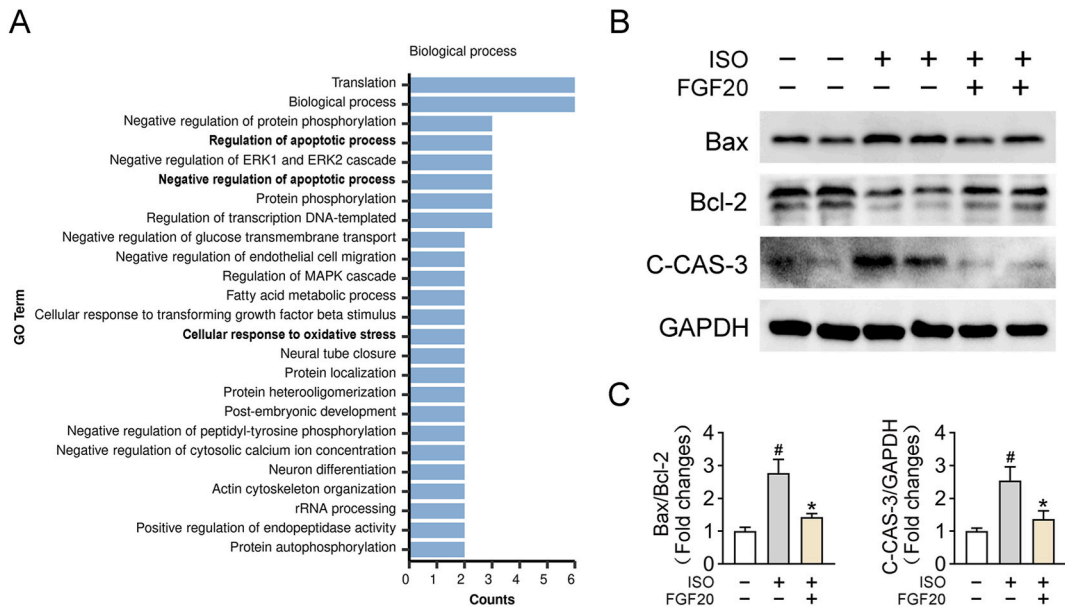 A
Biological process
Translation
Biological process
Negative regulation of protein phosphorylation
Regulation of apoptotic process
Negative regulation of ERK1 and ERK2 cascade
Negative regulation of apoptotic process
Protein phosphorylation
Regulation of transcription DNA-templated
Negative regulation of glucose transmembrane transport
Negative regulation of endothelial cell migration
Regulation of MAPK cascade
Fatty acid metabolic process
Cellular response to transforming growth factor beta stimulus
Cellular response to oxidative stress
Neural tube closure
Protein localization
Protein heterooligomerization
Post-embryonic development
Negative regulation of peptidyl-tyrosine phosphorylation
Negative regulation of cytosolic calcium ion concentration
Neuron differentiation
Actin cytoskeleton organization
rRNA processing
Positive regulation of endopeptidase activity
Protein autophosphorylation
GO Term
0 1 2 3 4 5 6
Counts
B
ISO − − + + + +
FGF20 − − − − + +
Bax
Bcl-2
C-CAS-3
GAPDH
C
Bax/Bcl-2
(Fold changes)
4
3
2
1
0
#
*
ISO − + +
FGF20 − − +
C-CAS-3/GAPDH
(Fold changes)
4
3
2
1
0
#
*
ISO − + +
FGF20 − − +